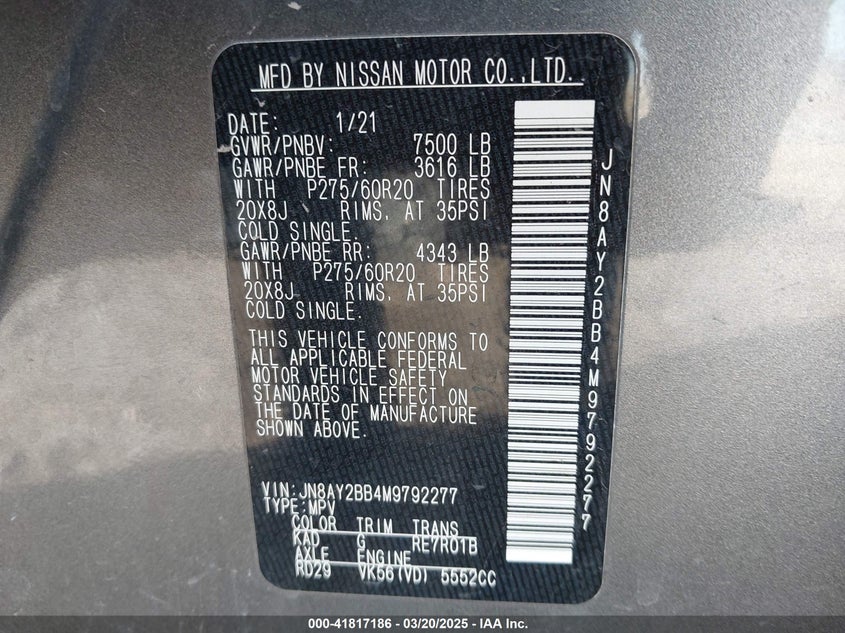 MFD BY NISSAN MOTOR CO.,LTD.
DATE: 1/21
GVWR/PNBV: 7500 LB
GAWR/PNBE FR: 3616 LB
WITH P275/60R20 TIRES
20X8J RIMS, AT 35PSI
COLD SINGLE.
GAWR/PNBE RR: 4343 LB
WITH P275/60R20 TIRES
20X8J RIMS, AT 35PSI
COLD SINGLE.
THIS VEHICLE CONFORMS TO
ALL APPLICABLE FEDERAL
MOTOR VEHICLE SAFETY
STANDARDS IN EFFECT ON
THE DATE OF MANUFACTURE
SHOWN ABOVE.
VIN:JN8AY2BB4M9792277
TYPE:MPV
COLOR TRIM TRANS
KAD G RE7R01B
AXLE ENGINE
RD29 VK56(VD) 5552CC
JN8AY2BB4M9792277
000-41817186 - 03/20/2025 - IAA Inc.